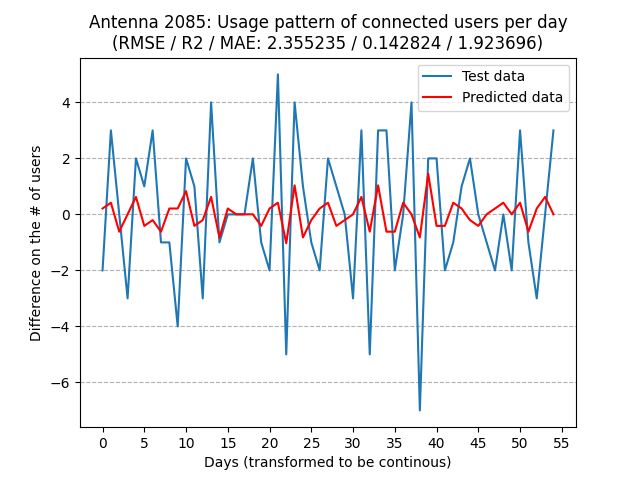 Antenna 2085: Usage pattern of connected users per day
(RMSE / R2 / MAE: 2.355235 / 0.142824 / 1.923696)
Test data
Predicted data
Difference on the # of users
4
2
0
−2
−4
−6
0 5 10 15 20 25 30 35 40 45 50 55
Days (transformed to be continous)